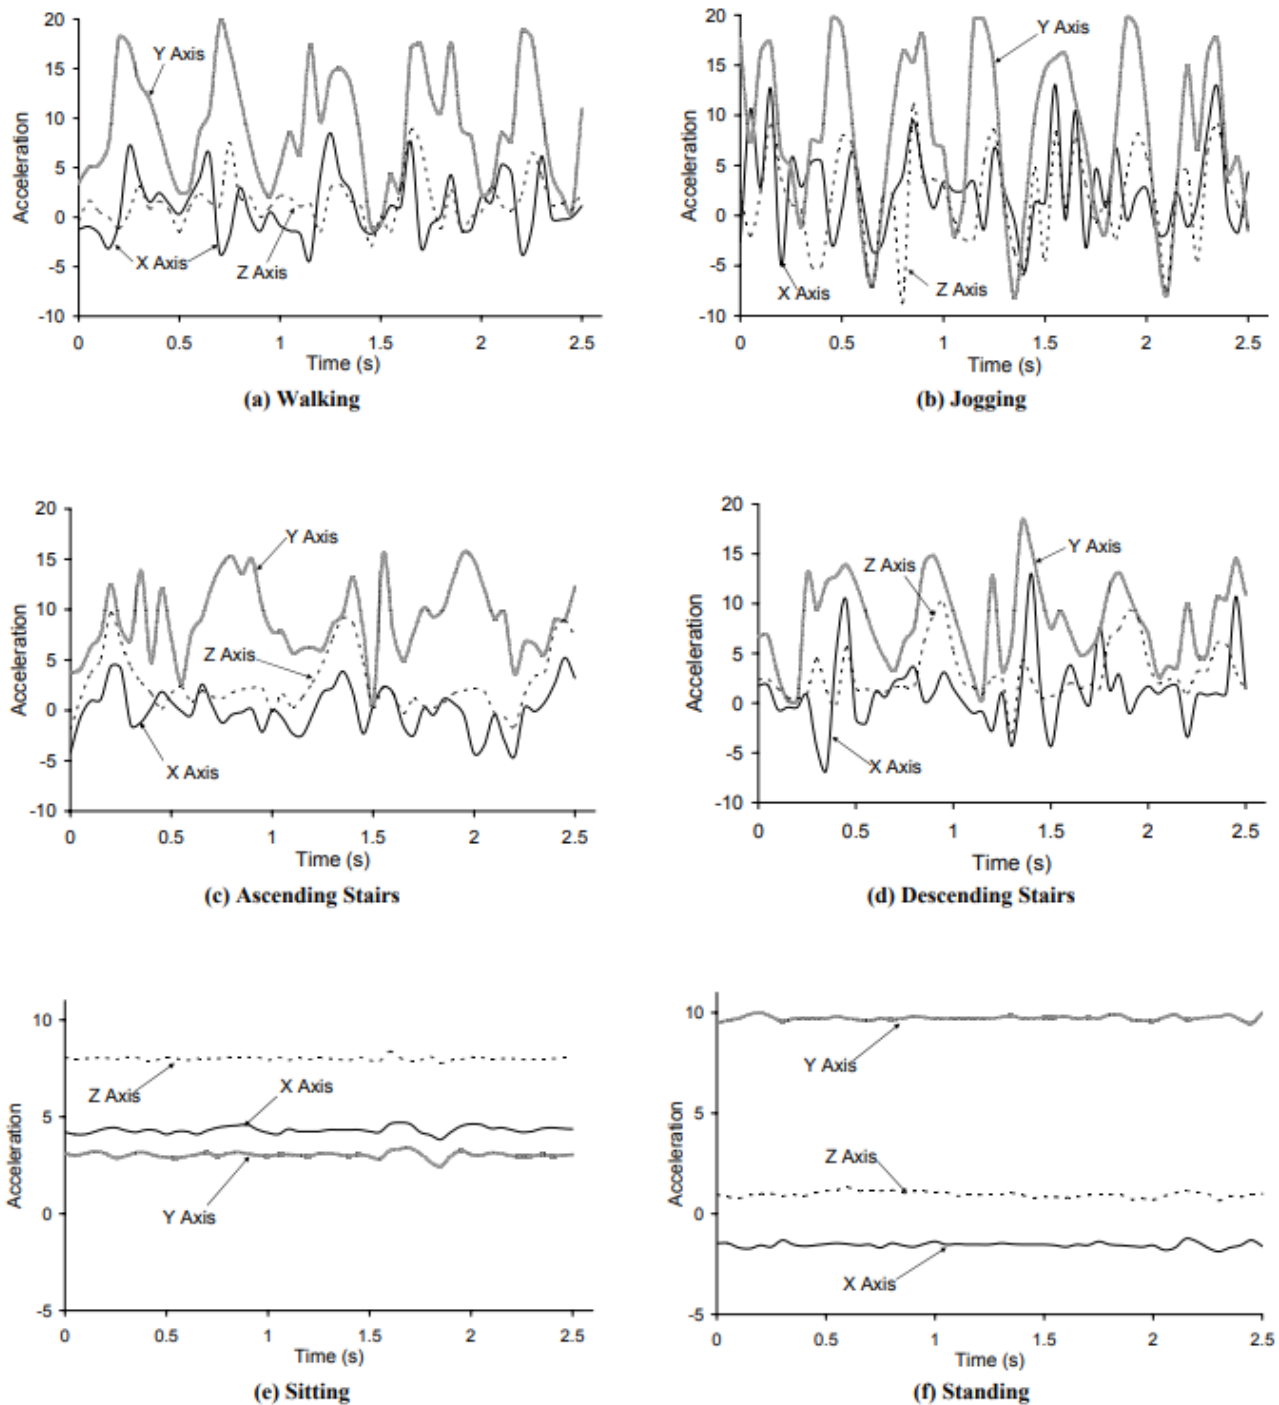 20
15
10
5
0
-5
-10
Acceleration
Y Axis
X Axis
Z Axis
0 0.5 1 1.5 2 2.5
Time (s)
(a) Walking
20
15
10
5
0
-5
-10
Acceleration
Y Axis
X Axis
Z Axis
0 0.5 1 1.5 2 2.5
Time (s)
(b) Jogging
20
15
10
5
0
-5
-10
Acceleration
Y Axis
Z Axis
X Axis
0 0.5 1 1.5 2 2.5
Time (s)
(c) Ascending Stairs
20
15
10
5
0
-5
-10
Acceleration
Y Axis
Z Axis
X Axis
0 0.5 1 1.5 2 2.5
Time (s)
(d) Descending Stairs
10
5
0
-5
Acceleration
Z Axis
X Axis
Y Axis
0 0.5 1 1.5 2 2.5
Time (s)
(e) Sitting
10
5
0
-5
Acceleration
Y Axis
Z Axis
X Axis
0 0.5 1 1.5 2 2.5
Time (s)
(f) Standing